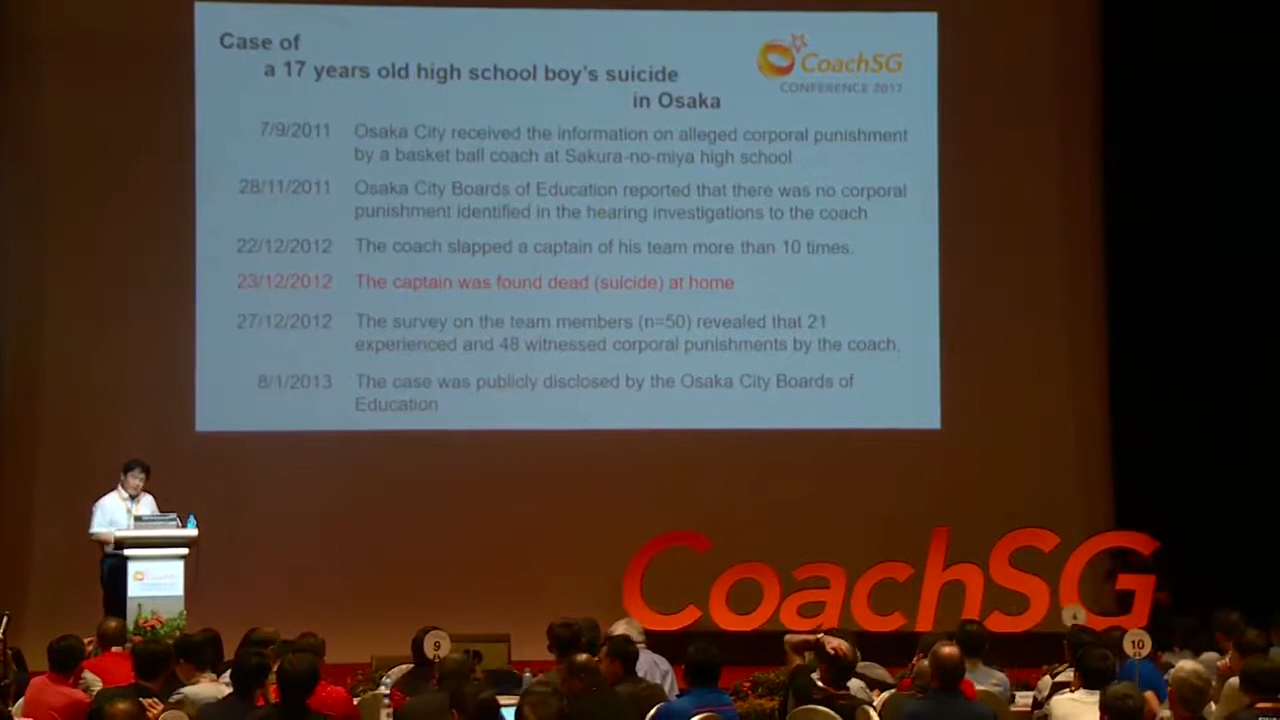 Case of
a 17 years old high school boy's suicide
in Osaka
CoachSG
CONFERENCE 2017
7/9/2011 Osaka City received the information on alleged corporal punishment
by a basket ball coach at Sakura-no-miya high school
28/11/2011 Osaka City Boards of Education reported that there was no corporal
punishment identified in the hearing investigations to the coach
22/12/2012 The coach slapped a captain of his team more than 10 times.
23/12/2012 The captain was found dead (suicide) at home
27/12/2012 The survey on the team members (n=50) revealed that 21
experienced and 48 witnessed corporal punishments by the coach.
8/1/2013 The case was publicly disclosed by the Osaka City Boards of
Education
CoachSG
9
10